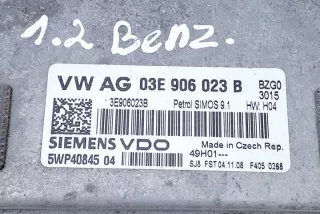 1.2 Benz.
VW AG 03E 906 023 B BZG0
3015
3E906023B Petrol SIMOS 9.1 HW: H04
SIEMENS VDO Made in Czech Rep.
5WP40845 04 49H01---
SJ8 FST 04.11.08 F405 0268